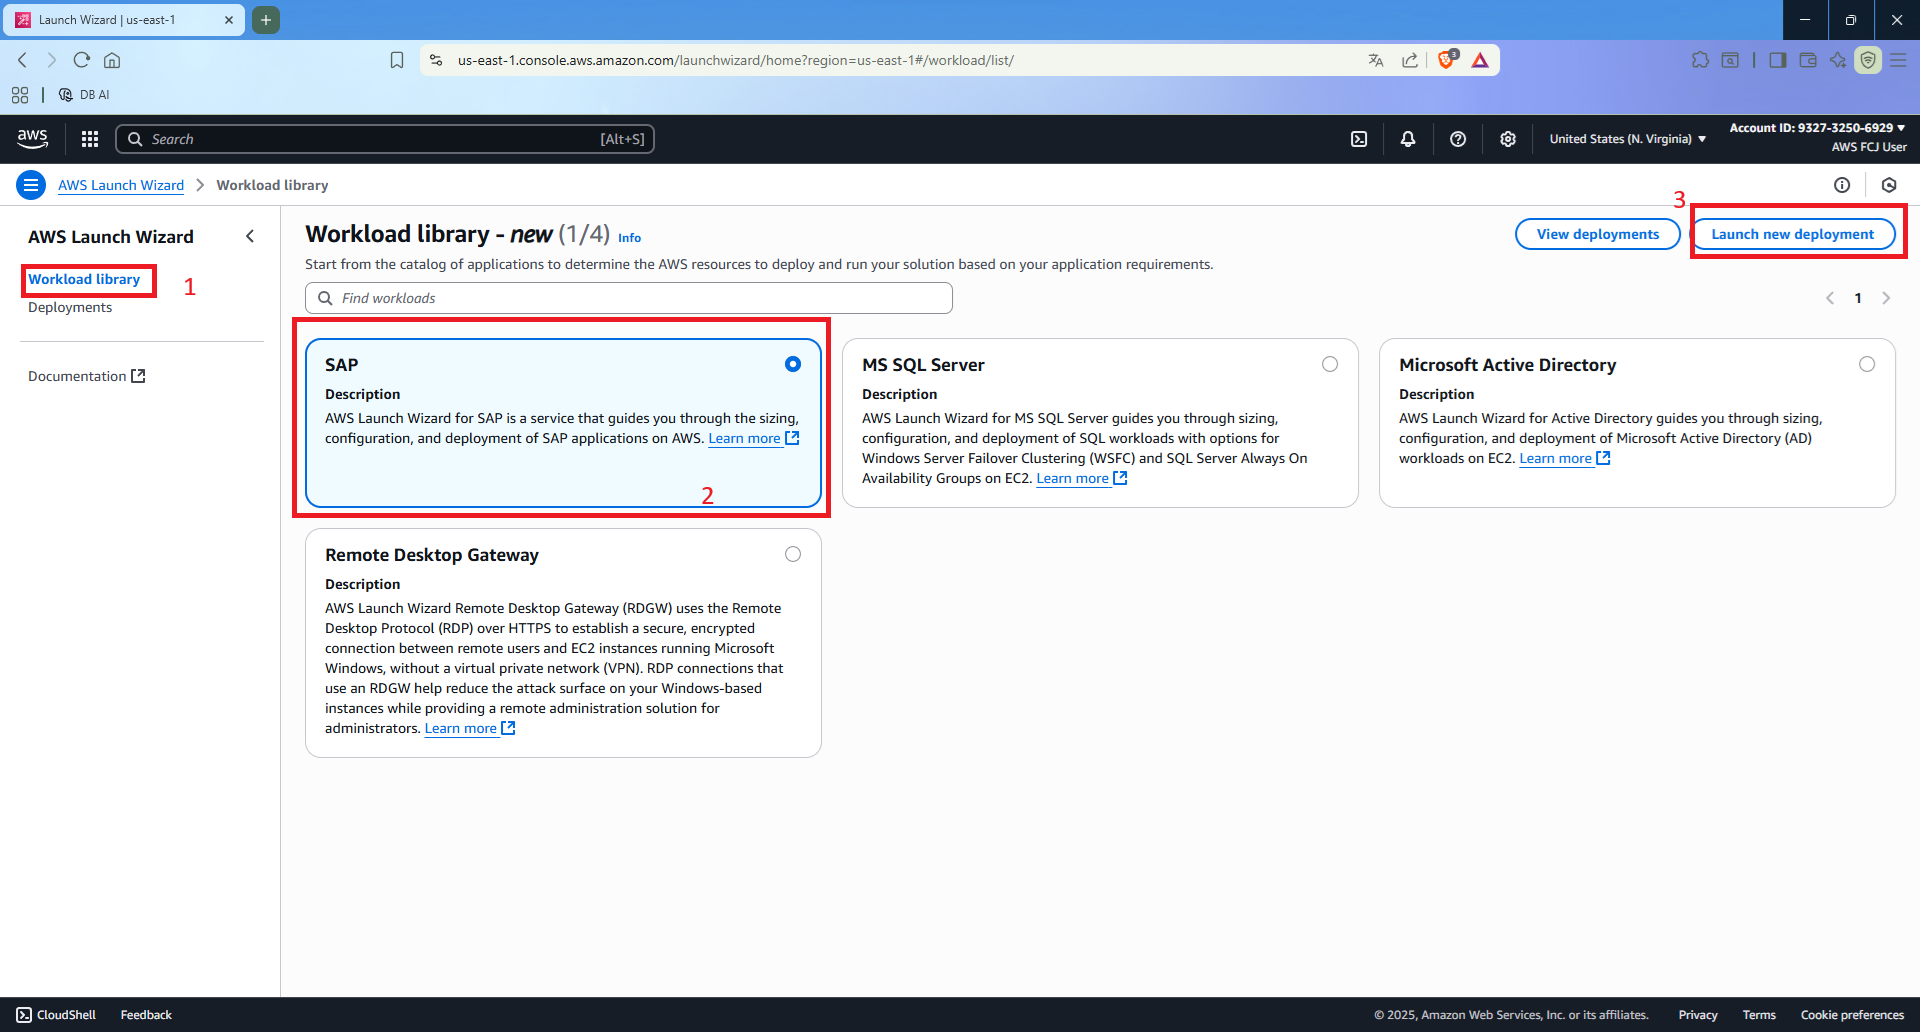 Launch Wizard | us-east-1
us-east-1.console.aws.amazon.com/launchwizard/home?region=us-east-1#/workload/list/
3
DB AI
aws
Search
[Alt+S]
United States (N. Virginia)
Account ID: 9327-3250-6929
AWS FCJ User
AWS Launch Wizard
Workload library
AWS Launch Wizard
Workload library
1
Deployments
Documentation
Workload library - new (1/4) Info
View deployments
3
Launch new deployment
Start from the catalog of applications to determine the AWS resources to deploy and run your solution based on your application requirements.
Find workloads
1
SAP
Description
AWS Launch Wizard for SAP is a service that guides you through the sizing,
configuration, and deployment of SAP applications on AWS. Learn more
2
MS SQL Server
Description
AWS Launch Wizard for MS SQL Server guides you through sizing,
configuration, and deployment of SQL workloads with options for
Windows Server Failover Clustering (WSFC) and SQL Server Always On
Availability Groups on EC2. Learn more
Microsoft Active Directory
Description
AWS Launch Wizard for Active Directory guides you through sizing,
configuration, and deployment of Microsoft Active Directory (AD)
workloads on EC2. Learn more
Remote Desktop Gateway
Description
AWS Launch Wizard Remote Desktop Gateway (RDGW) uses the Remote
Desktop Protocol (RDP) over HTTPS to establish a secure, encrypted
connection between remote users and EC2 instances running Microsoft
Windows, without a virtual private network (VPN). RDP connections that
use an RDGW help reduce the attack surface on your Windows-based
instances while providing a remote administration solution for
administrators. Learn more
CloudShell
Feedback
© 2025, Amazon Web Services, Inc. or its affiliates.
Privacy
Terms
Cookie preferences